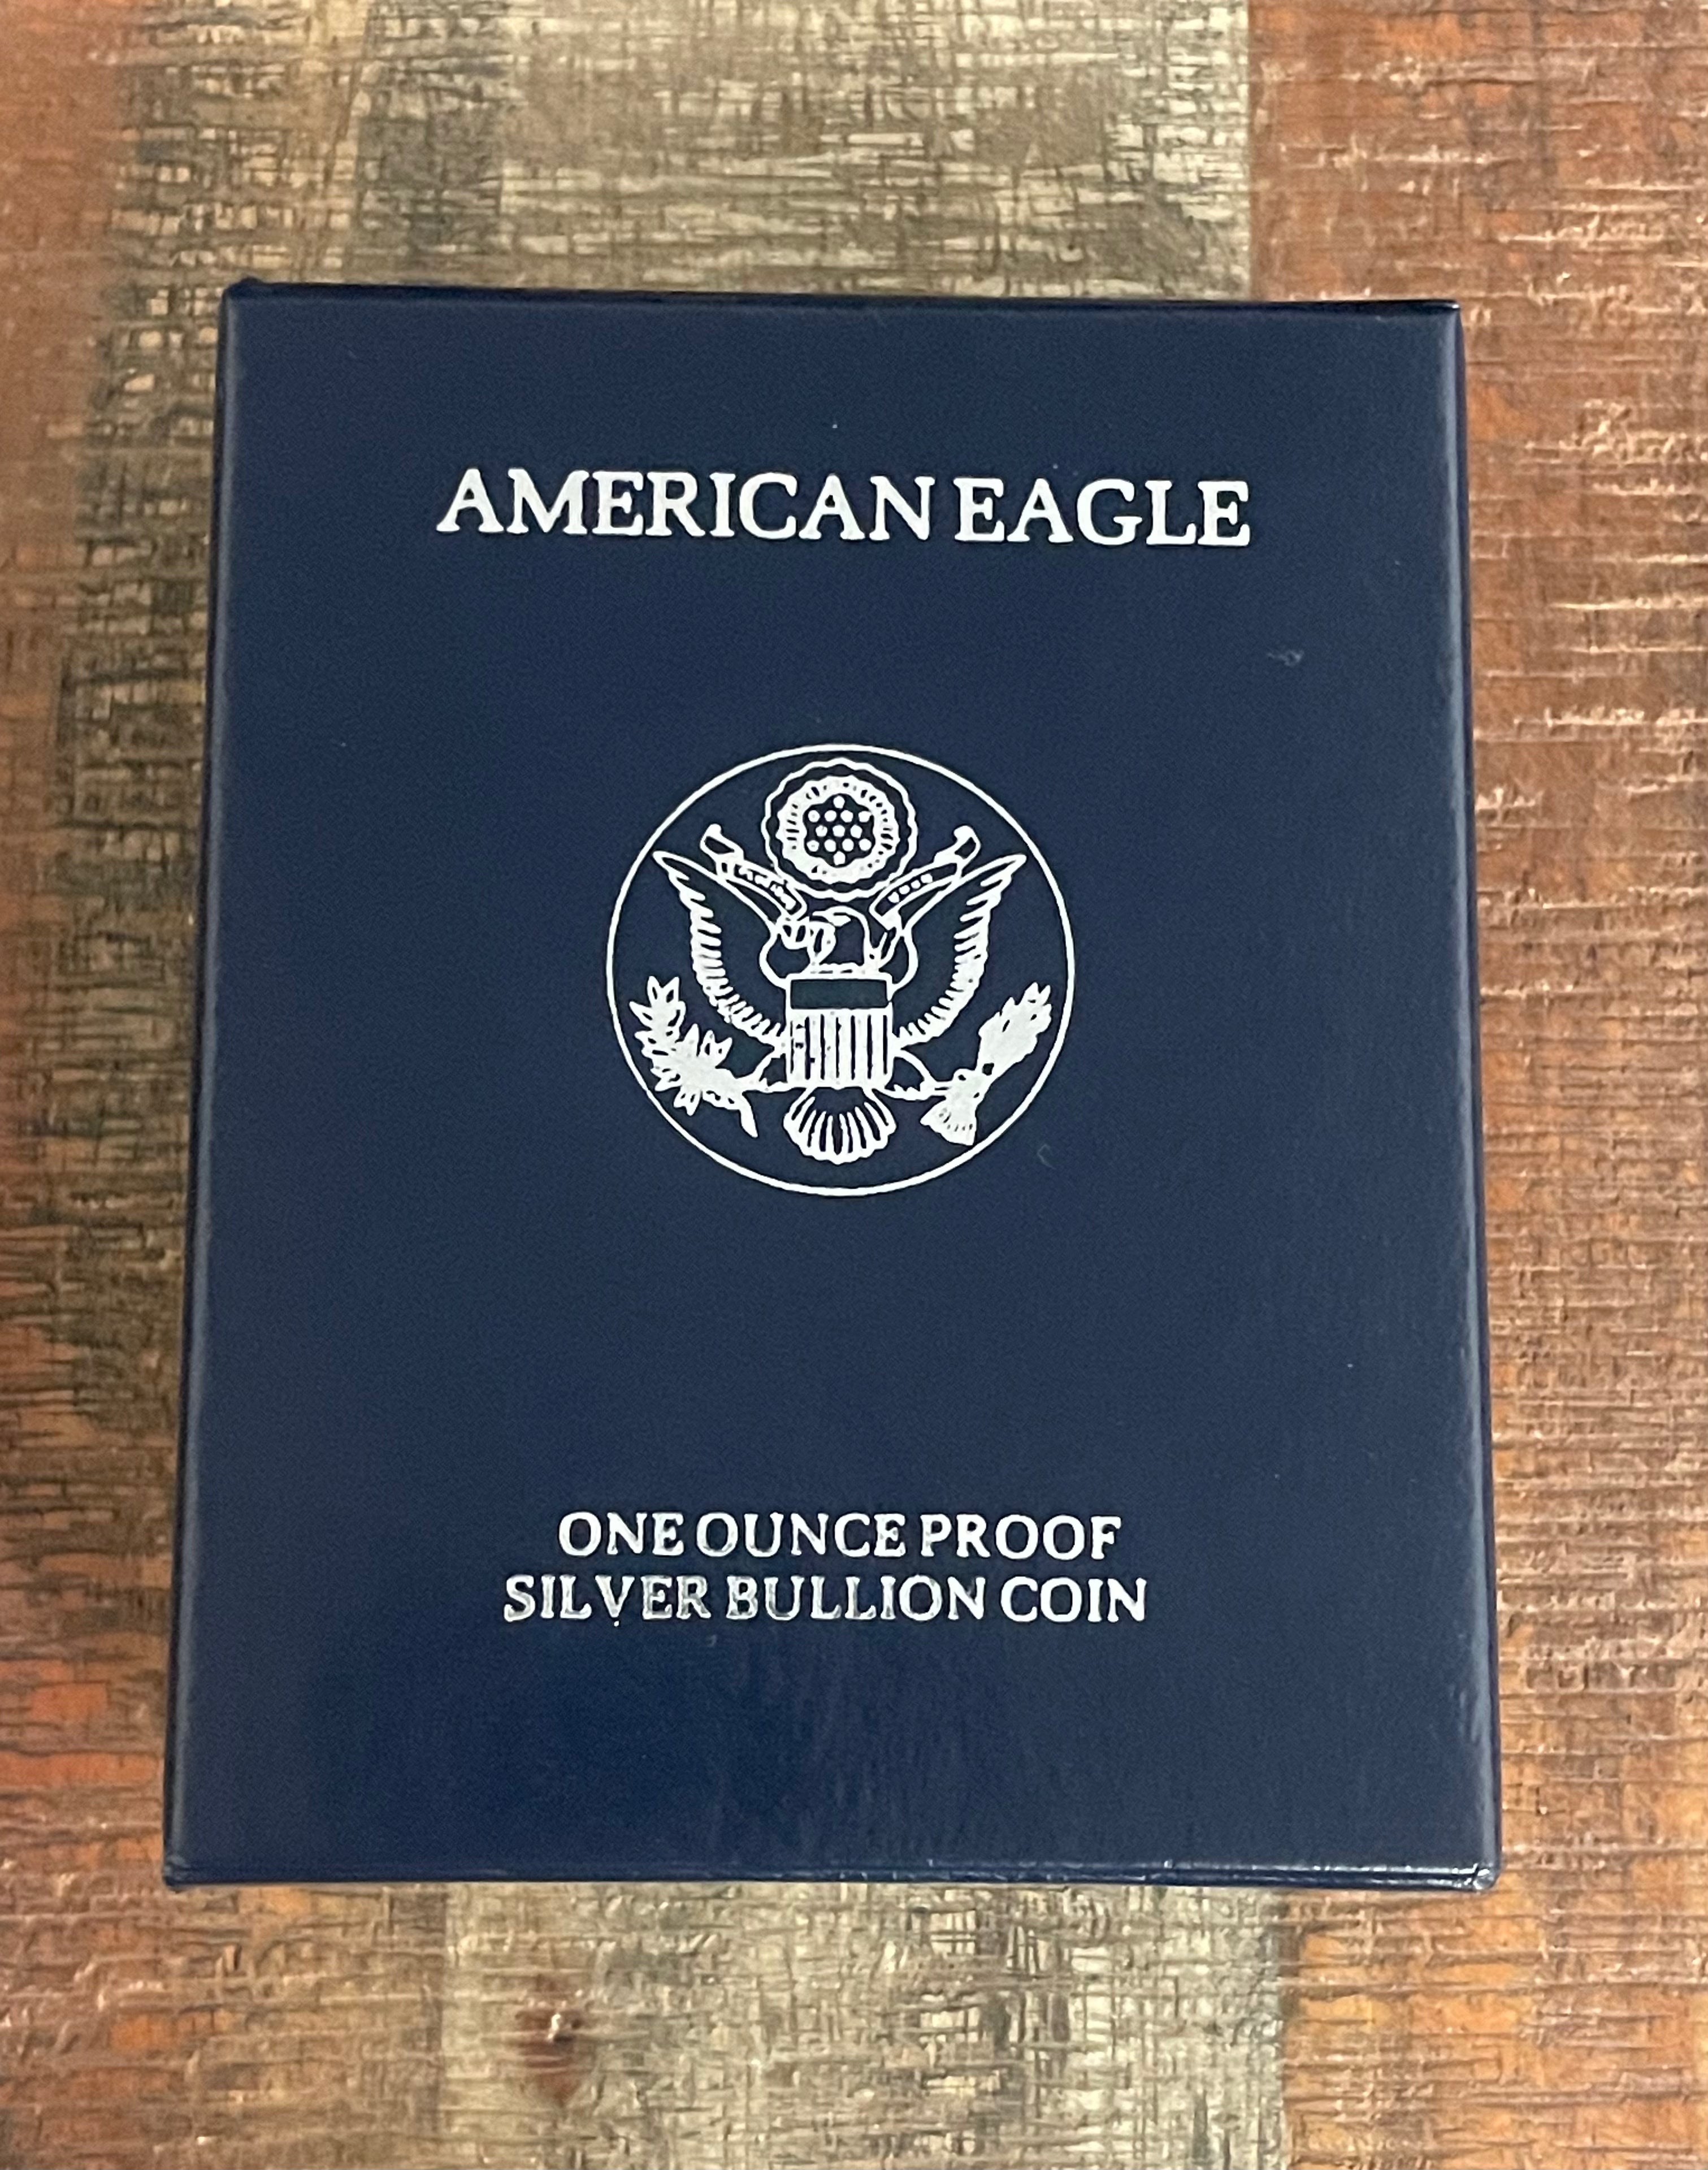 AMERICAN EAGLE
ONE OUNCE PROOF
SILVER BULLION COIN